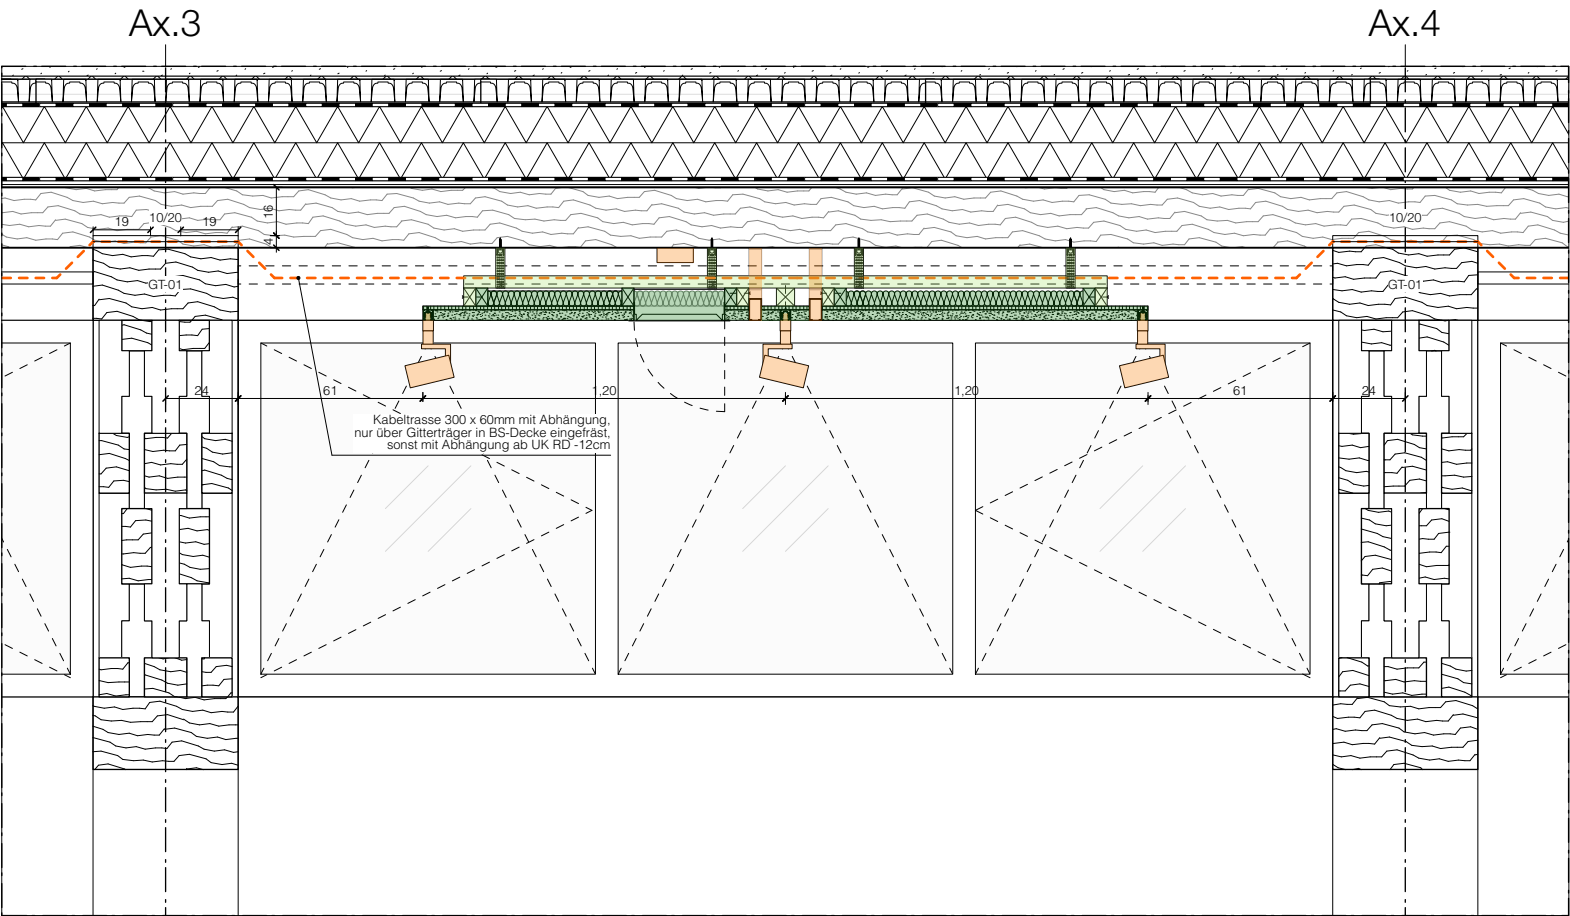 Ax.3
Ax.4
19
10/20
19
16
4
10/20
GT-01
GT-01
24
61
1,20
1,20
61
24
Kabeltrasse 300 x 60mm mit Abhängung,
nur über Gitterträger in BS-Decke eingefräst,
sonst mit Abhängung ab UK RD -12cm